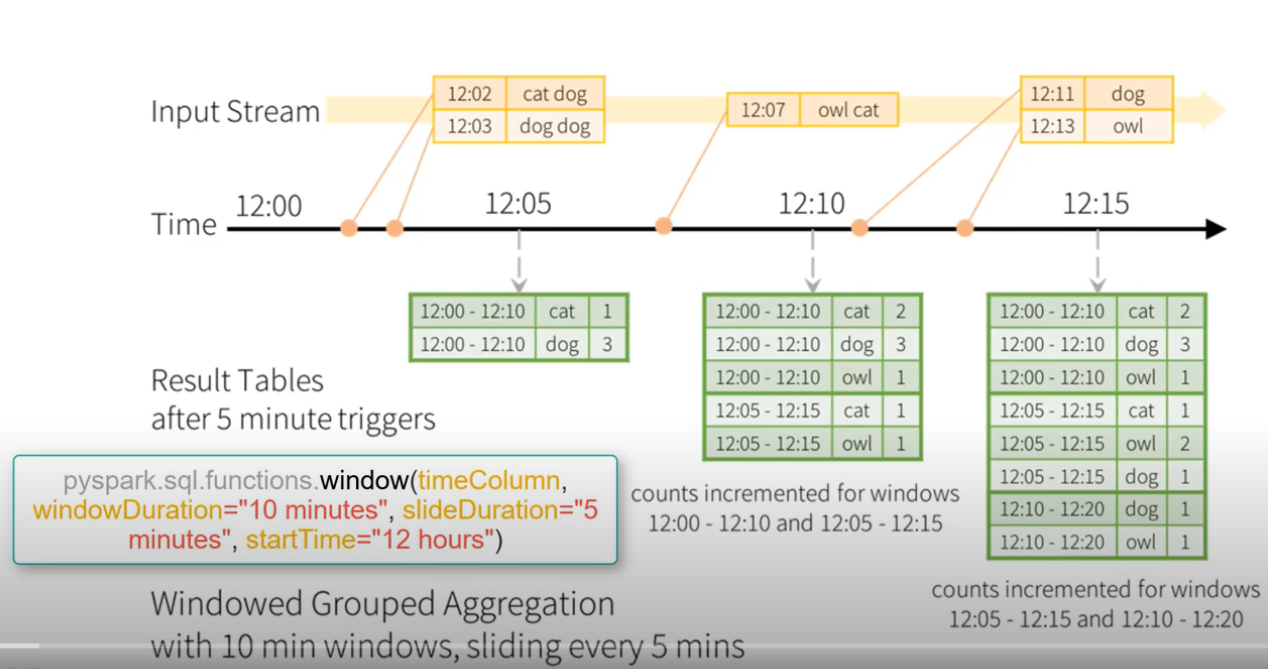 Input Stream
12:02 cat dog
12:03 dog dog
12:07 owl cat
12:11 dog
12:13 owl
Time
12:00
12:05
12:10
12:15
12:00 - 12:10 cat 1
12:00 - 12:10 dog 3
12:00 - 12:10 cat 2
12:00 - 12:10 dog 3
12:00 - 12:10 owl 1
12:05 - 12:15 cat 1
12:05 - 12:15 owl 1
12:00 - 12:10 cat 2
12:00 - 12:10 dog 3
12:00 - 12:10 owl 1
12:05 - 12:15 cat 1
12:05 - 12:15 owl 2
12:05 - 12:15 dog 1
12:10 - 12:20 dog 1
12:10 - 12:20 owl 1
Result Tables
after 5 minute triggers
pyspark.sql.functions.window(timeColumn,
windowDuration="10 minutes", slideDuration="5
minutes", startTime="12 hours")
counts incremented for windows
12:00 - 12:10 and 12:05 - 12:15
counts incremented for windows
12:05 - 12:15 and 12:10 - 12:20
Windowed Grouped Aggregation
with 10 min windows, sliding every 5 mins